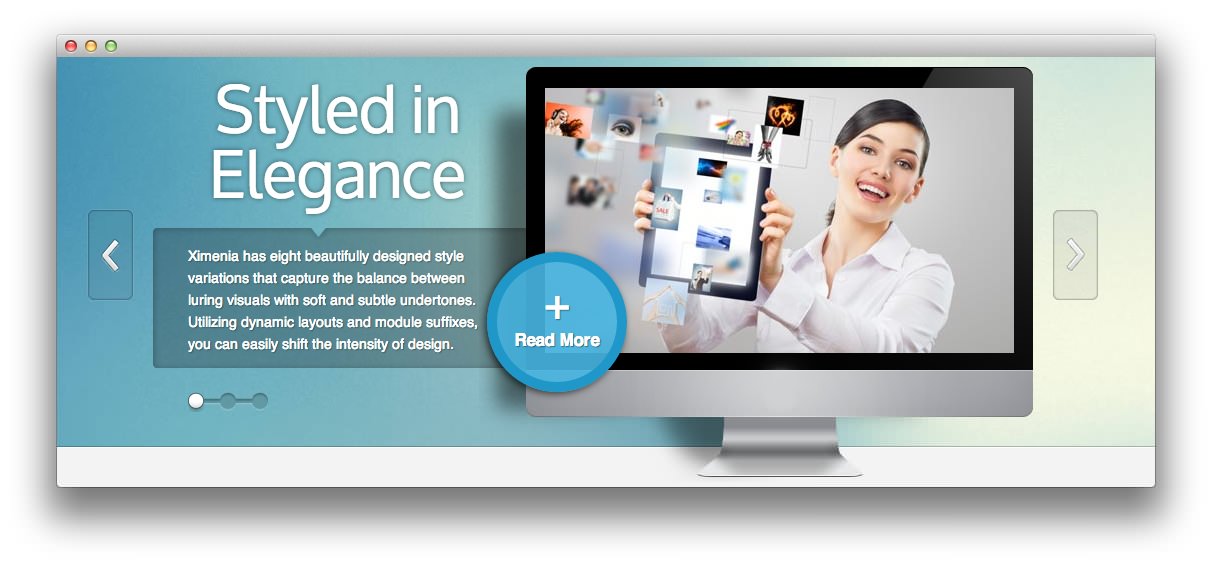 Styled in
Elegance
Ximenia has eight beautifully designed style
variations that capture the balance between
luring visuals with soft and subtle undertones.
Utilizing dynamic layouts and module suffixes,
you can easily shift the intensity of design.
+
Read More
SALE